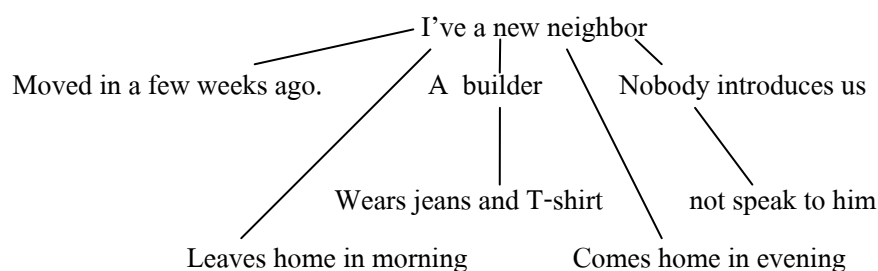 I’ve a new neighbor
Moved in a few weeks ago.
A builder
Nobody introduces us
Wears jeans and T-shirt
not speak to him
Leaves home in morning
Comes home in evening